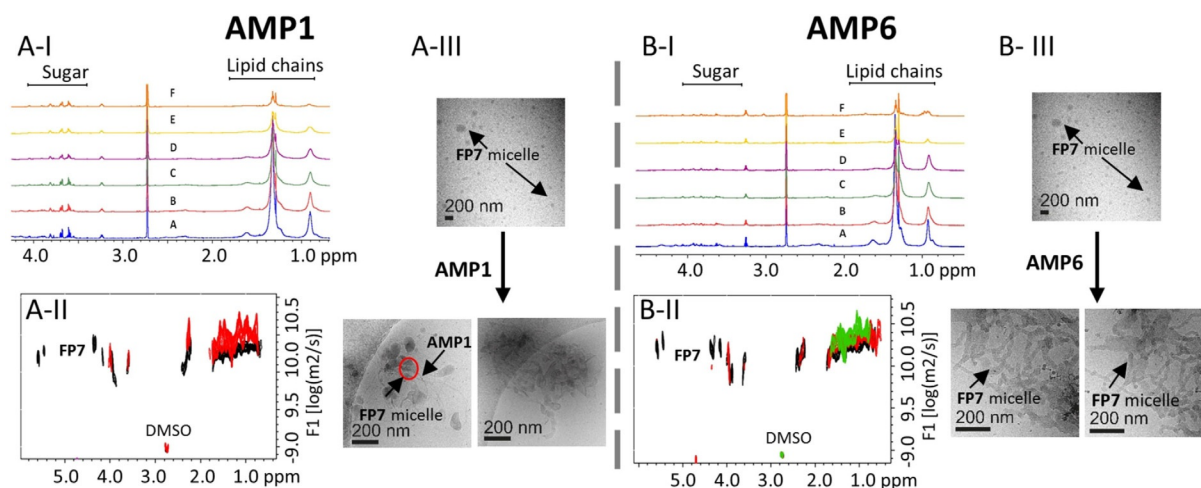 AMP1
A-I
Sugar
Lipid chains
F
E
D
C
B
A
4.0 3.0 2.0 1.0 ppm
A-II
FP7
DMSO
5.0 4.0 3.0 2.0 1.0 ppm
10.5
10.0
9.5
-9.0
F1 [log(m2/s)]
A-III
FP7 micelle
200 nm
AMP1
AMP1
FP7 micelle
200 nm
200 nm
AMP6
B-I
Sugar
Lipid chains
F
E
D
C
B
A
4.0 3.0 2.0 1.0 ppm
B-II
FP7
DMSO
5.0 4.0 3.0 2.0 1.0 ppm
10.5
10.0
9.5
-9.0
F1 [log(m2/s)]
B- III
FP7 micelle
200 nm
AMP6
FP7 micelle
200 nm
FP7 micelle
200 nm